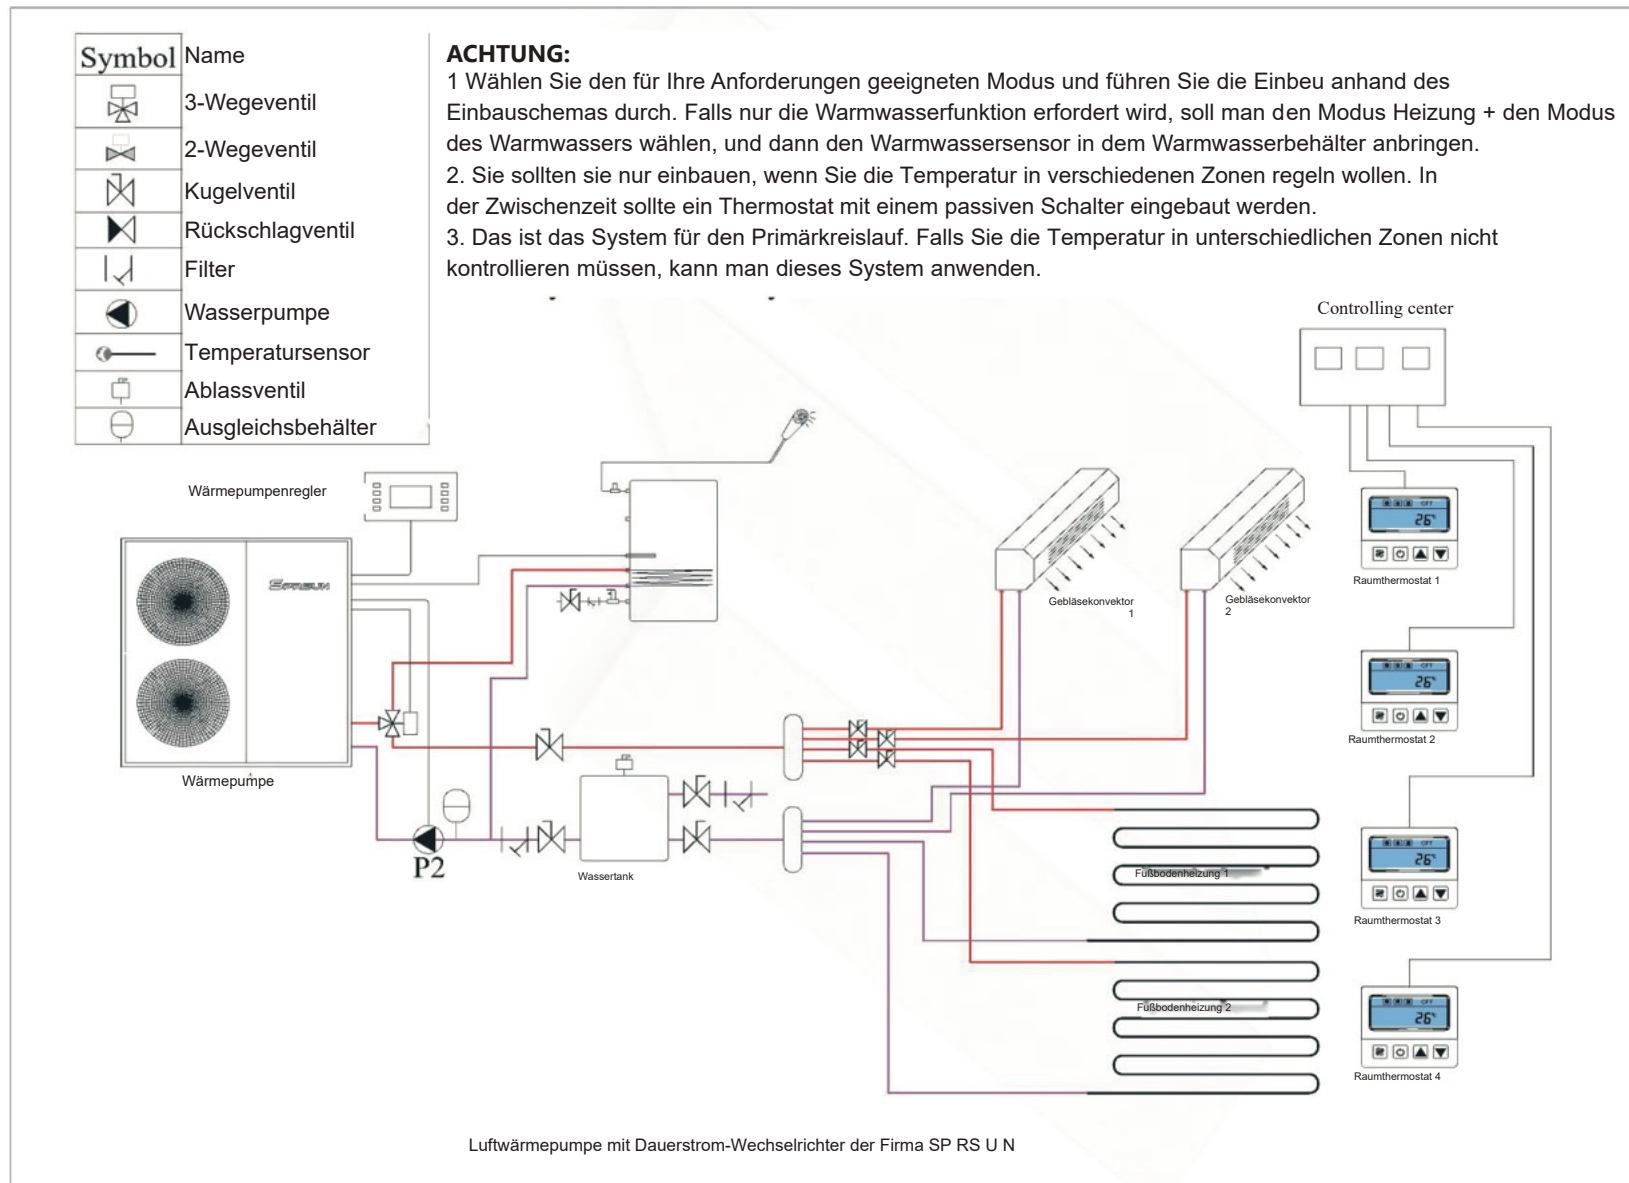 Symbol Name
3-Wegeventil
2-Wegeventil
Kugelventil
Rückschlagventil
Filter
Wasserpumpe
Temperatursensor
Ablassventil
Ausgleichsbehälter
ACHTUNG:
1 Wählen Sie den für Ihre Anforderungen geeigneten Modus und führen Sie die Einbeu anhand des
Einbauschemas durch. Falls nur die Warmwasserfunktion erfordert wird, soll man den Modus Heizung + den Modus
des Warmwassers wählen, und dann den Warmwassersensor in dem Warmwasserbehälter anbringen.
2. Sie sollten sie nur einbauen, wenn Sie die Temperatur in verschiedenen Zonen regeln wollen. In
der Zwischenzeit sollte ein Thermostat mit einem passiven Schalter eingebaut werden.
3. Das ist das System für den Primärkreislauf. Falls Sie die Temperatur in unterschiedlichen Zonen nicht
kontrollieren müssen, kann man dieses System anwenden.
Controlling center
Wärmepumpenregler
SPRSUN
Wärmepumpe
P2
Wassertank
Gebläsekonvektor
1
Gebläsekonvektor
2
Fußbodenheizung 1
Fußbodenheizung 2
OFF
26℃
Raumthermostat 1
OFF
26℃
Raumthermostat 2
OFF
26℃
Raumthermostat 3
OFF
26℃
Raumthermostat 4
Luftwärmepumpe mit Dauerstrom-Wechselrichter der Firma SP RS U N